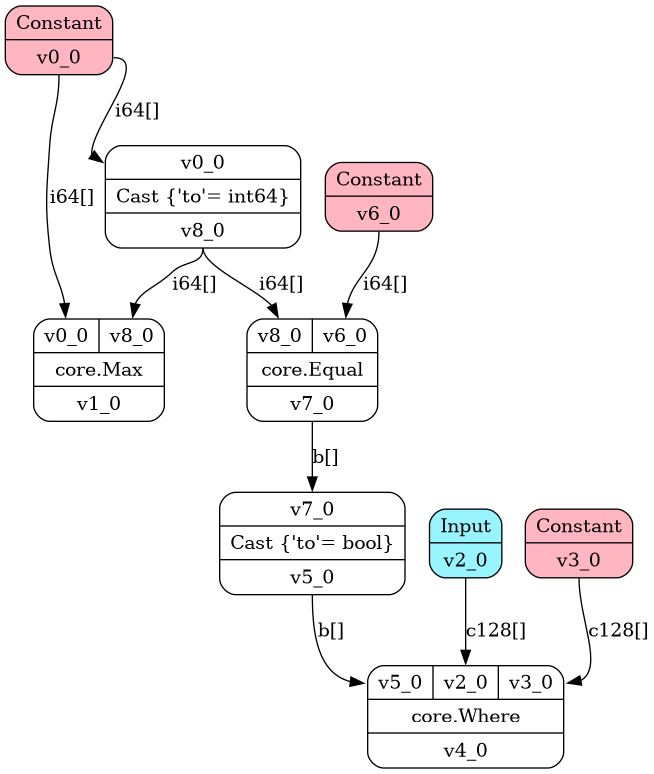 Constant
v0_0
i64[]
i64[]
v0_0
Cast {'to'= int64}
v8_0
Constant
v6_0
i64[]
i64[]
i64[]
v0_0 v8_0
core.Max
v1_0
v8_0 v6_0
core.Equal
v7_0
b[]
v7_0
Cast {'to'= bool}
v5_0
Input
v2_0
Constant
v3_0
b[]
c128[]
c128[]
v5_0 v2_0 v3_0
core.Where
v4_0